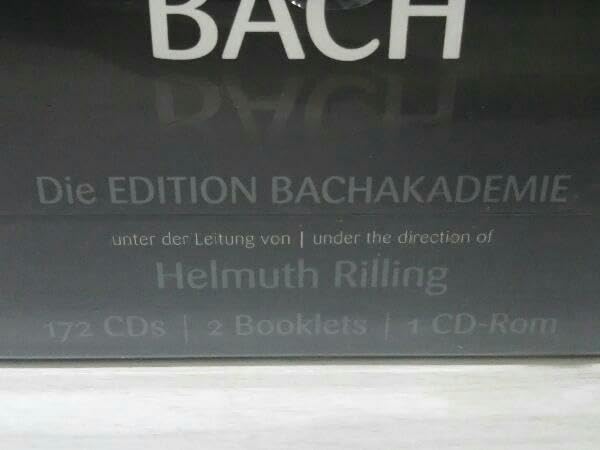 BACH
Die EDITION BACHAKADEMIE
unter der Leitung von | under the direction of
Helmuth Rilling
172 CDs | 2 Booklets | 1 CD-Rom